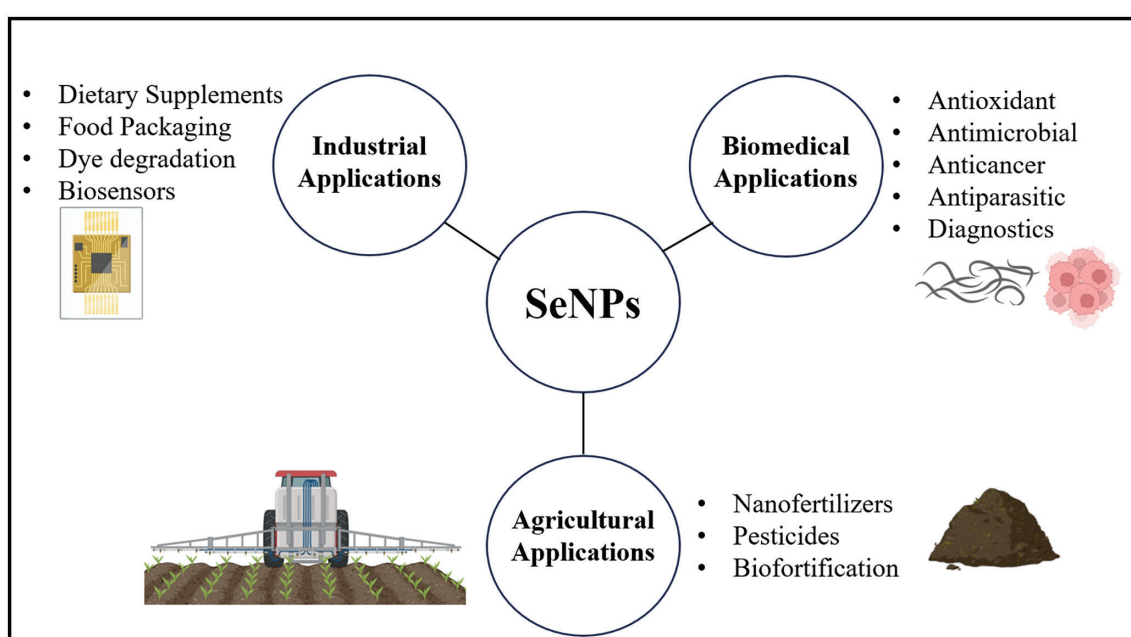 • Dietary Supplements
• Food Packaging
• Dye degradation
• Biosensors
Industrial
Applications
Biomedical
Applications
• Antioxidant
• Antimicrobial
• Anticancer
• Antiparasitic
• Diagnostics
SeNPs
Agricultural
Applications
• Nanofertilizers
• Pesticides
• Biofortification